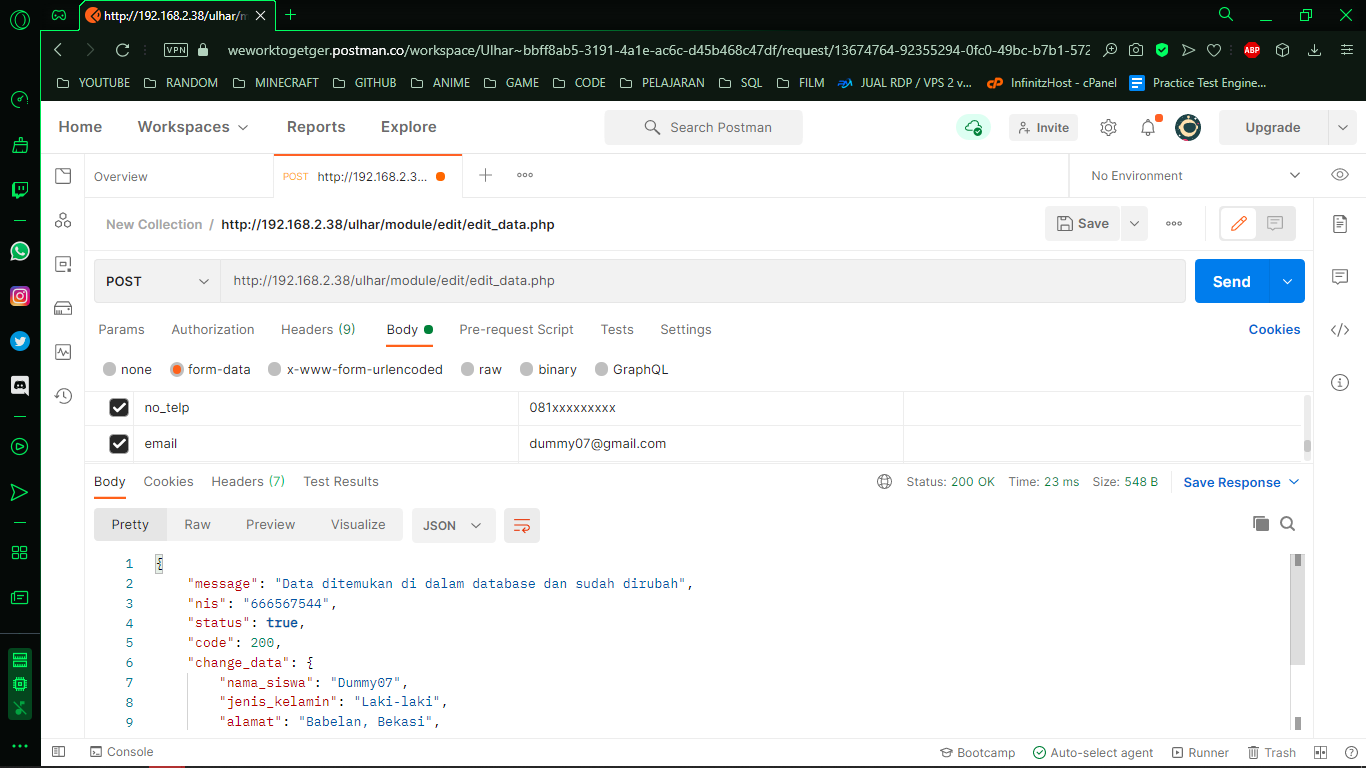 http://192.168.2.38/ulhar/m
VPN weworktogetger.postman.co/workspace/Ulhar~bbff8ab5-3191-4a1e-ac6c-d45b468c47df/request/13674764-92355294-0fc0-49bc-b7b1-572 ABP
YOUTUBE RANDOM MINECRAFT GITHUB ANIME GAME CODE PELAJARAN SQL FILM JUAL RDP / VPS 2 v... InfinitzHost - cPanel Practice Test Engine...
Home Workspaces Reports Explore Search Postman Invite Upgrade
Overview POST http://192.168.2.3... No Environment
New Collection / http://192.168.2.38/ulhar/module/edit/edit_data.php Save
POST http://192.168.2.38/ulhar/module/edit/edit_data.php Send
Params Authorization Headers (9) Body Pre-request Script Tests Settings Cookies
none form-data x-www-form-urlencoded raw binary GraphQL
no_telp 081xxxxxxxxx
email dummy07@gmail.com
Body Cookies Headers (7) Test Results Status: 200 OK Time: 23 ms Size: 548 B Save Response
Pretty Raw Preview Visualize JSON
1 {
2 "message": "Data ditemukan di dalam database dan sudah dirubah",
3 "nis": "666567544",
4 "status": true,
5 "code": 200,
6 "change_data": {
7 "nama_siswa": "Dummy07",
8 "jenis_kelamin": "Laki-laki",
9 "alamat": "Babelan, Bekasi",
Console Bootcamp Auto-select agent Runner Trash